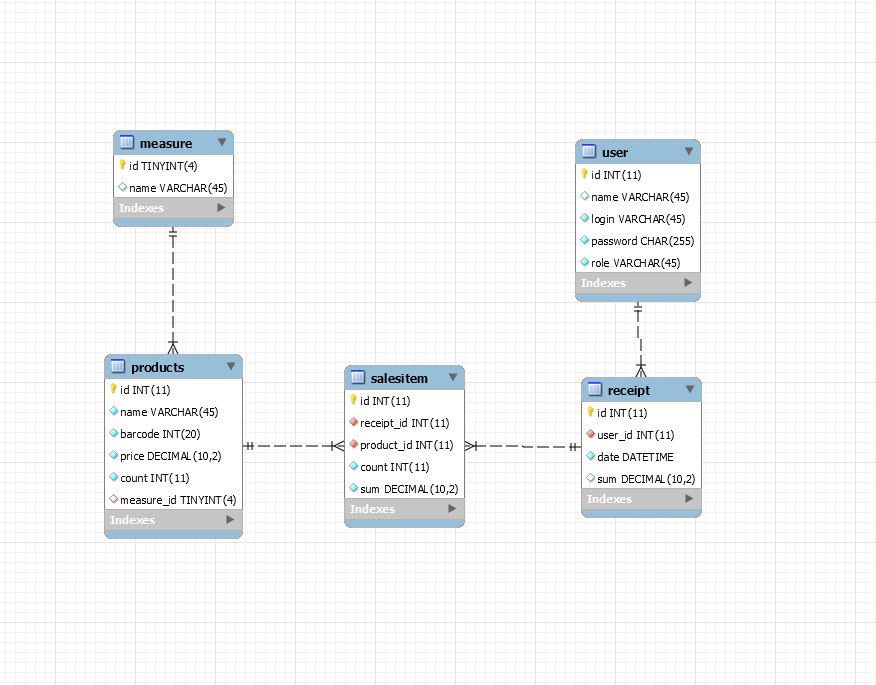 measure
id TINYINT(4)
name VARCHAR(45)
Indexes
user
id INT(11)
name VARCHAR(45)
login VARCHAR(45)
password CHAR(255)
role VARCHAR(45)
Indexes
products
id INT(11)
name VARCHAR(45)
barcode INT(20)
price DECIMAL(10,2)
count INT(11)
measure_id TINYINT(4)
Indexes
salesitem
id INT(11)
receipt_id INT(11)
product_id INT(11)
count INT(11)
sum DECIMAL(10,2)
Indexes
receipt
id INT(11)
user_id INT(11)
date DATETIME
sum DECIMAL(10,2)
Indexes